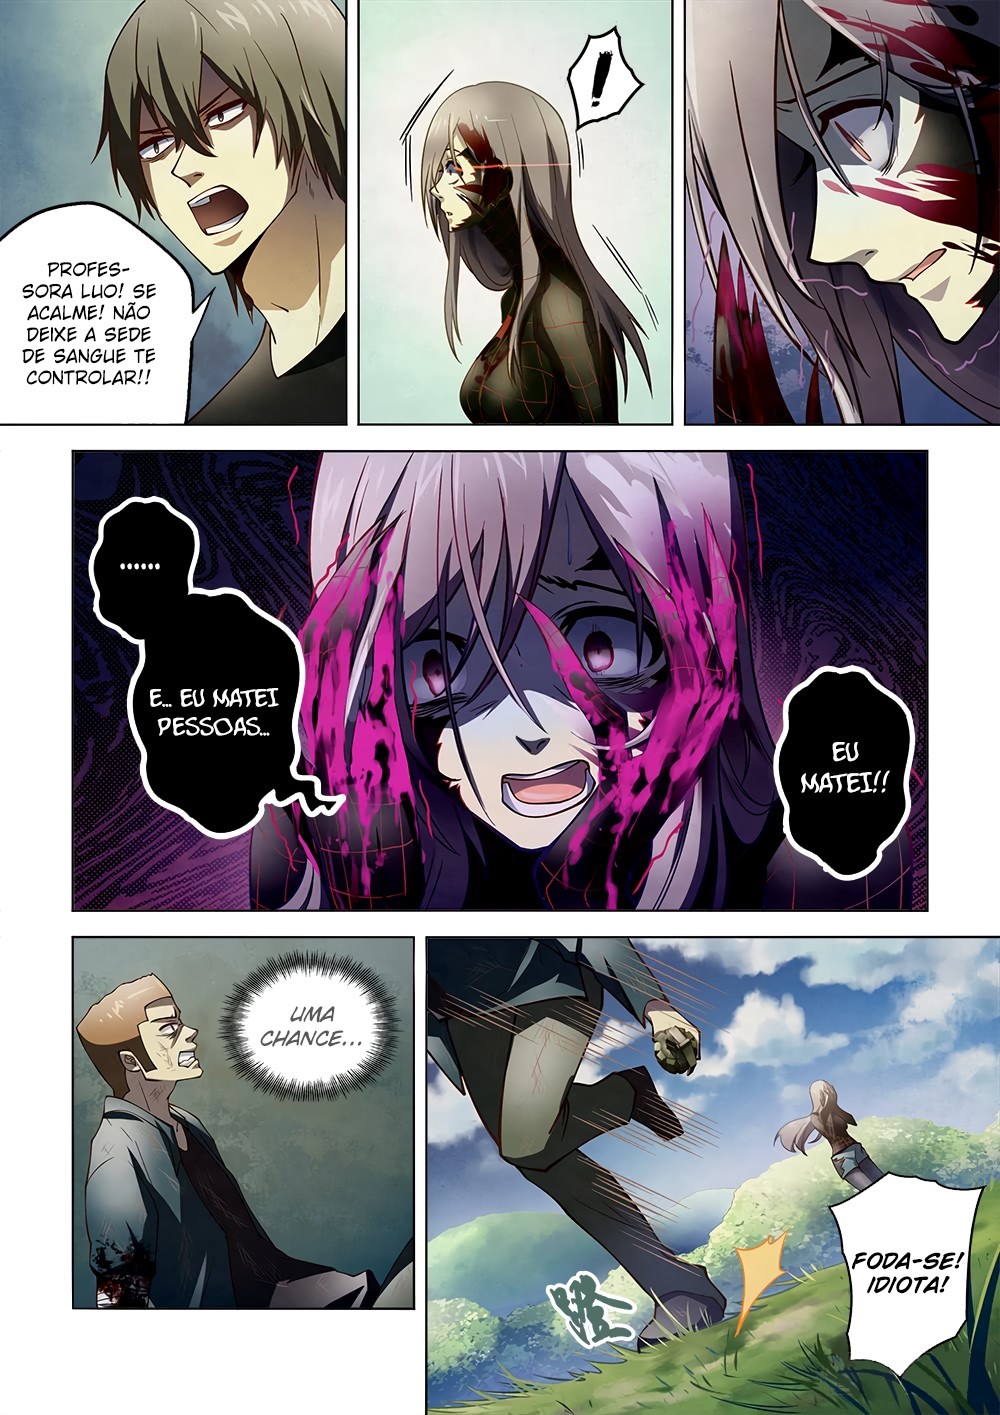 PROFES-
SORA LUO! SE
ACALME! NÃO
DEIXE A SEDE
DE SANGUE TE
CONTROLAR!!
!
......
E... EU MATEI
PESSOAS...
EU
MATEI!!
UMA
CHANCE...
FODA-SE!
IDIOTA!
蹬